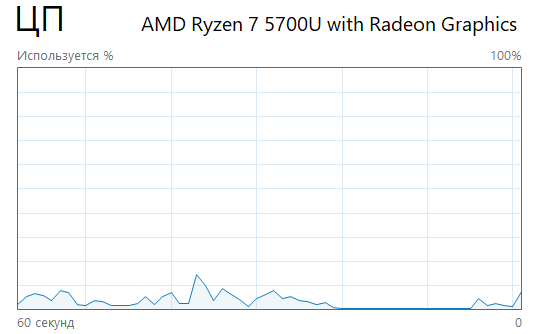 ЦП AMD Ryzen 7 5700U with Radeon Graphics
Используется % 100%
60 секунд 0